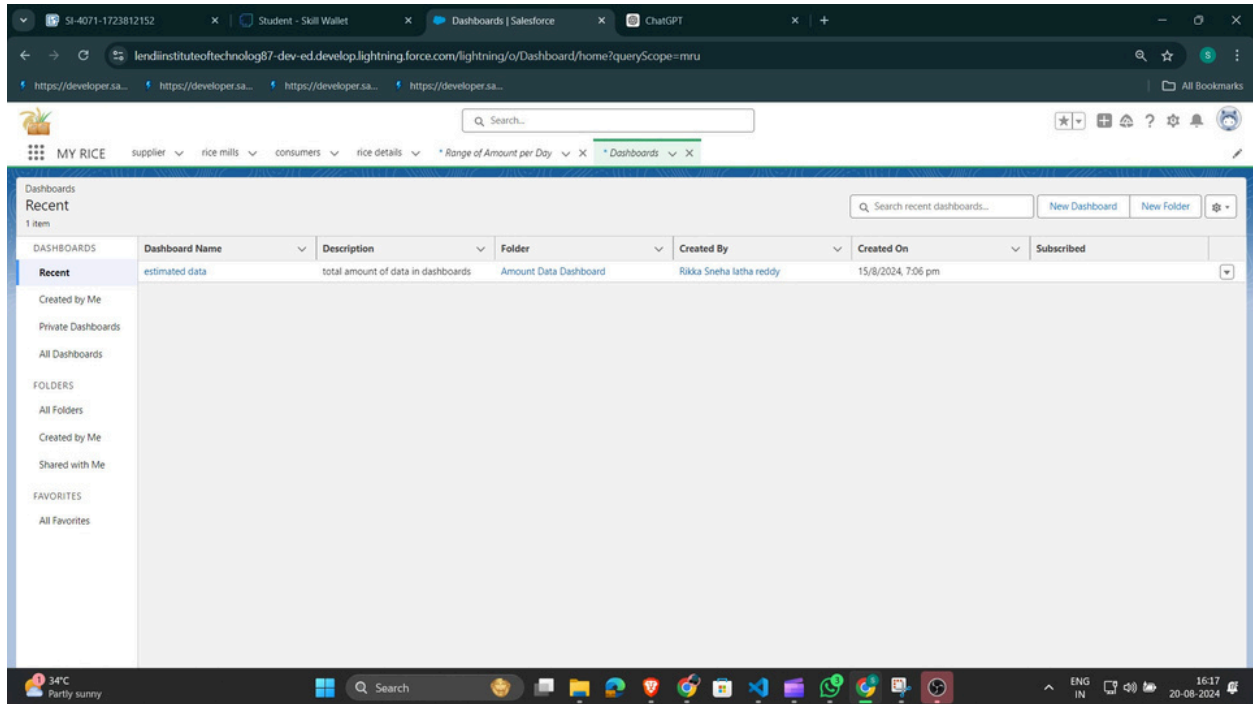 SI-4071-1723812152
Student - Skill Wallet
Dashboards | Salesforce
ChatGPT
lendiinstituteoftechnolog87-dev-ed.develop.lightning.force.com/lightning/o/Dashboard/home?queryScope=mru
S
https://developer.sa... https://developer.sa... https://developer.sa... https://developer.sa...
All Bookmarks
Search...
MY RICE supplier rice mills consumers rice details * Range of Amount per Day * Dashboards
Dashboards
Recent
1 item
Search recent dashboards...
New Dashboard
New Folder
DASHBOARDS
Recent
Created by Me
Private Dashboards
All Dashboards
FOLDERS
All Folders
Created by Me
Shared with Me
FAVORITES
All Favorites
Dashboard Name Description Folder Created By Created On Subscribed
estimated data total amount of data in dashboards Amount Data Dashboard Rikka Sneha latha reddy 15/8/2024, 7:06 pm
1
34°C
Partly sunny
Search
9
ENG
IN
16:17
20-08-2024